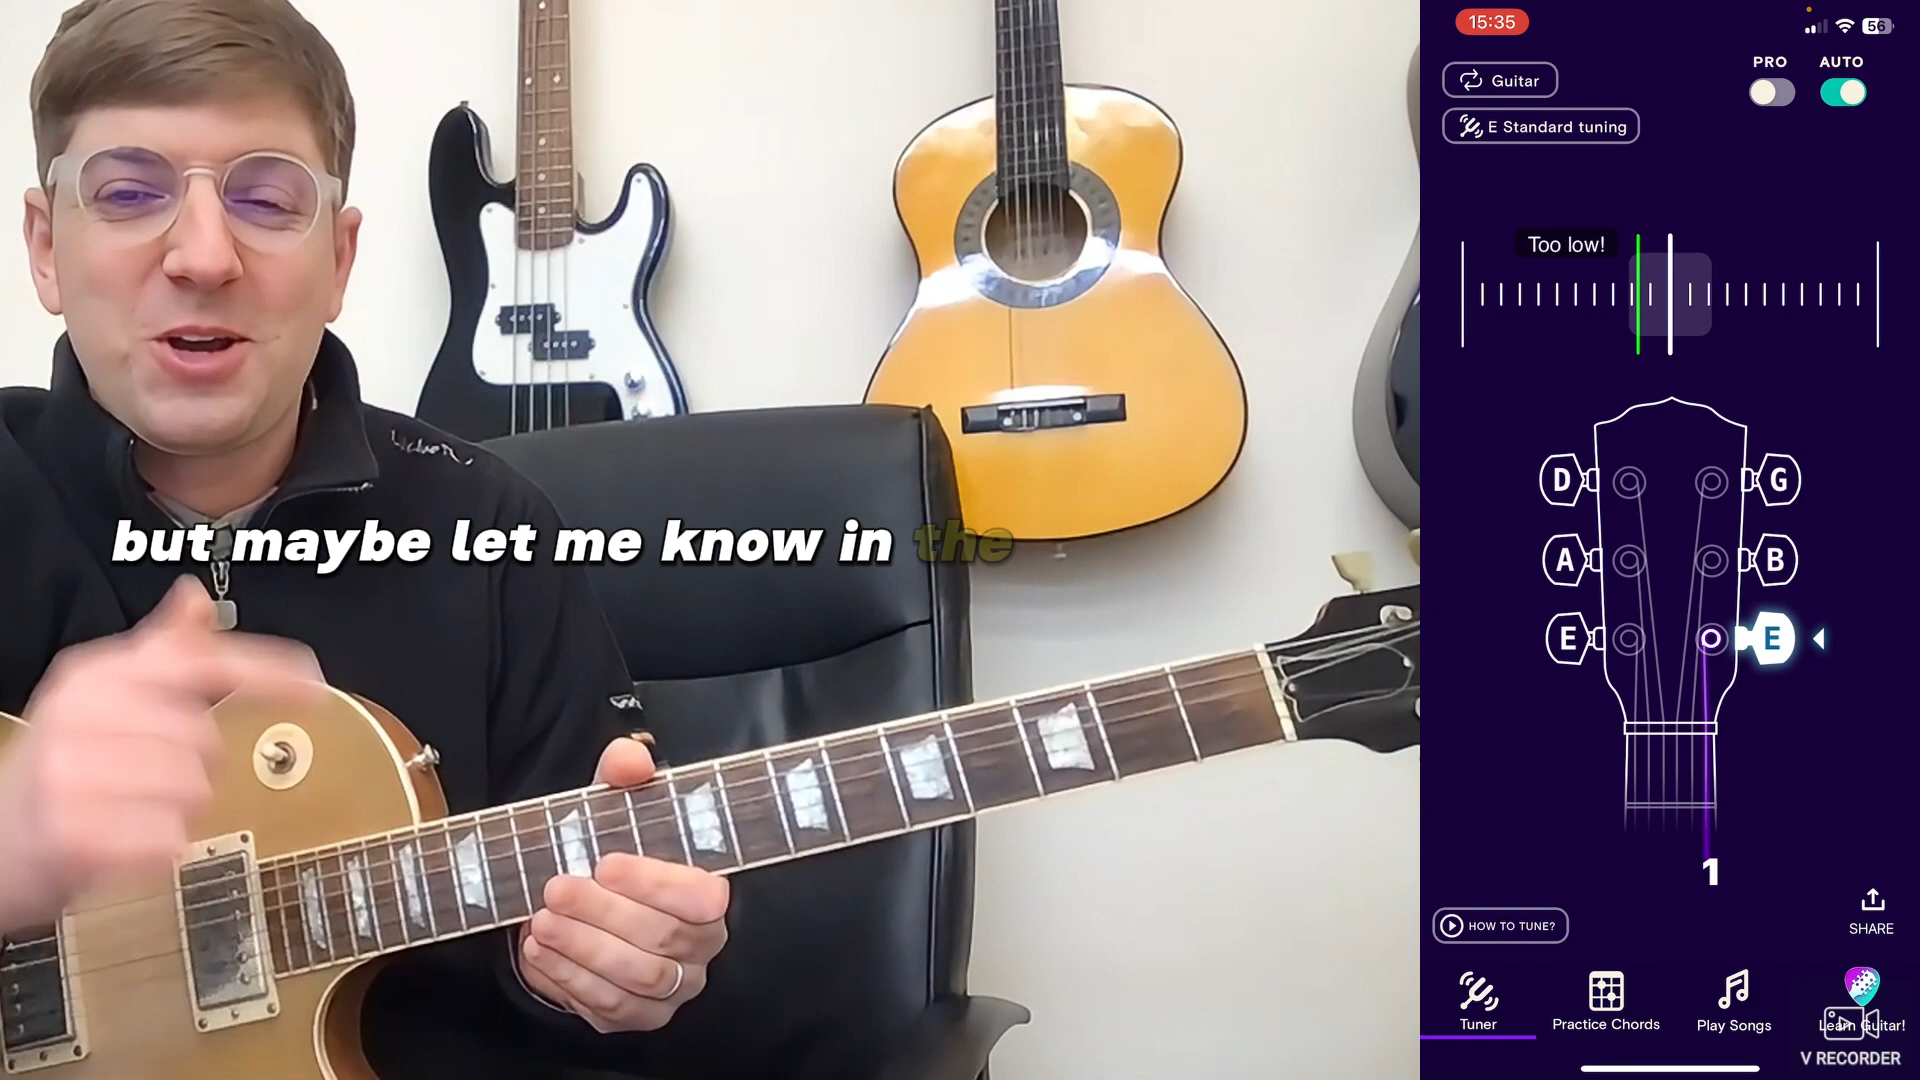 but maybe let me know in the
15:35
56
PRO AUTO
Guitar
E Standard tuning
Too low!
D G
A B
E E
1
HOW TO TUNE?
SHARE
Tuner Practice Chords Play Songs Learn Guitar!
V RECORDER